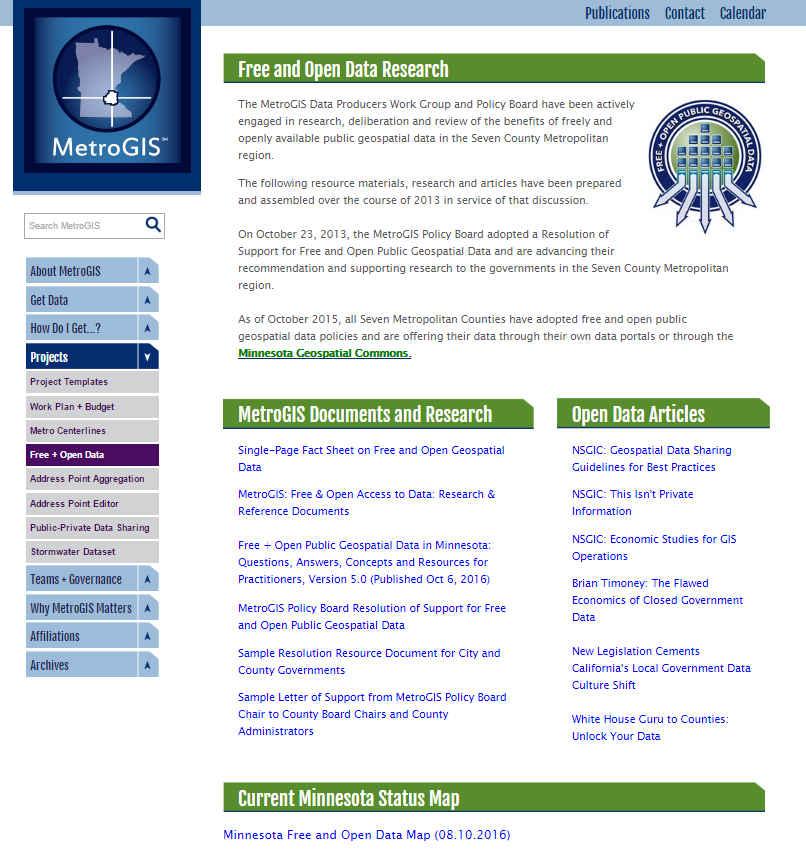 Publications Contact Calendar
MetroGIS℠
Search MetroGIS
About MetroGIS
Get Data
How Do I Get...?
Projects
Project Templates
Work Plan + Budget
Metro Centerlines
Free + Open Data
Address Point Aggregation
Address Point Editor
Public-Private Data Sharing
Stormwater Dataset
Teams + Governance
Why MetroGIS Matters
Affiliations
Archives
Free and Open Data Research
The MetroGIS Data Producers Work Group and Policy Board have been actively
engaged in research, deliberation and review of the benefits of freely and
openly available public geospatial data in the Seven County Metropolitan
region.
The following resource materials, research and articles have been prepared
and assembled over the course of 2013 in service of that discussion.
On October 23, 2013, the MetroGIS Policy Board adopted a Resolution of
Support for Free and Open Public Geospatial Data and are advancing their
recommendation and supporting research to the governments in the Seven County Metropolitan
region.
As of October 2015, all Seven Metropolitan Counties have adopted free and open public
geospatial data policies and are offering their data through their own data portals or through the
Minnesota Geospatial Commons.
FREE + OPEN PUBLIC GEOSPATIAL DATA
MetroGIS Documents and Research
Single-Page Fact Sheet on Free and Open Geospatial
Data
MetroGIS: Free & Open Access to Data: Research &
Reference Documents
Free + Open Public Geospatial Data in Minnesota:
Questions, Answers, Concepts and Resources for
Practitioners, Version 5.0 (Published Oct 6, 2016)
MetroGIS Policy Board Resolution of Support for Free
and Open Public Geospatial Data
Sample Resolution Resource Document for City and
County Governments
Sample Letter of Support from MetroGIS Policy Board
Chair to County Board Chairs and County
Administrators
Open Data Articles
NSGIC: Geospatial Data Sharing
Guidelines for Best Practices
NSGIC: This Isn't Private
Information
NSGIC: Economic Studies for GIS
Operations
Brian Timoney: The Flawed
Economics of Closed Government
Data
New Legislation Cements
California's Local Government Data
Culture Shift
White House Guru to Counties:
Unlock Your Data
Current Minnesota Status Map
Minnesota Free and Open Data Map (08.10.2016)